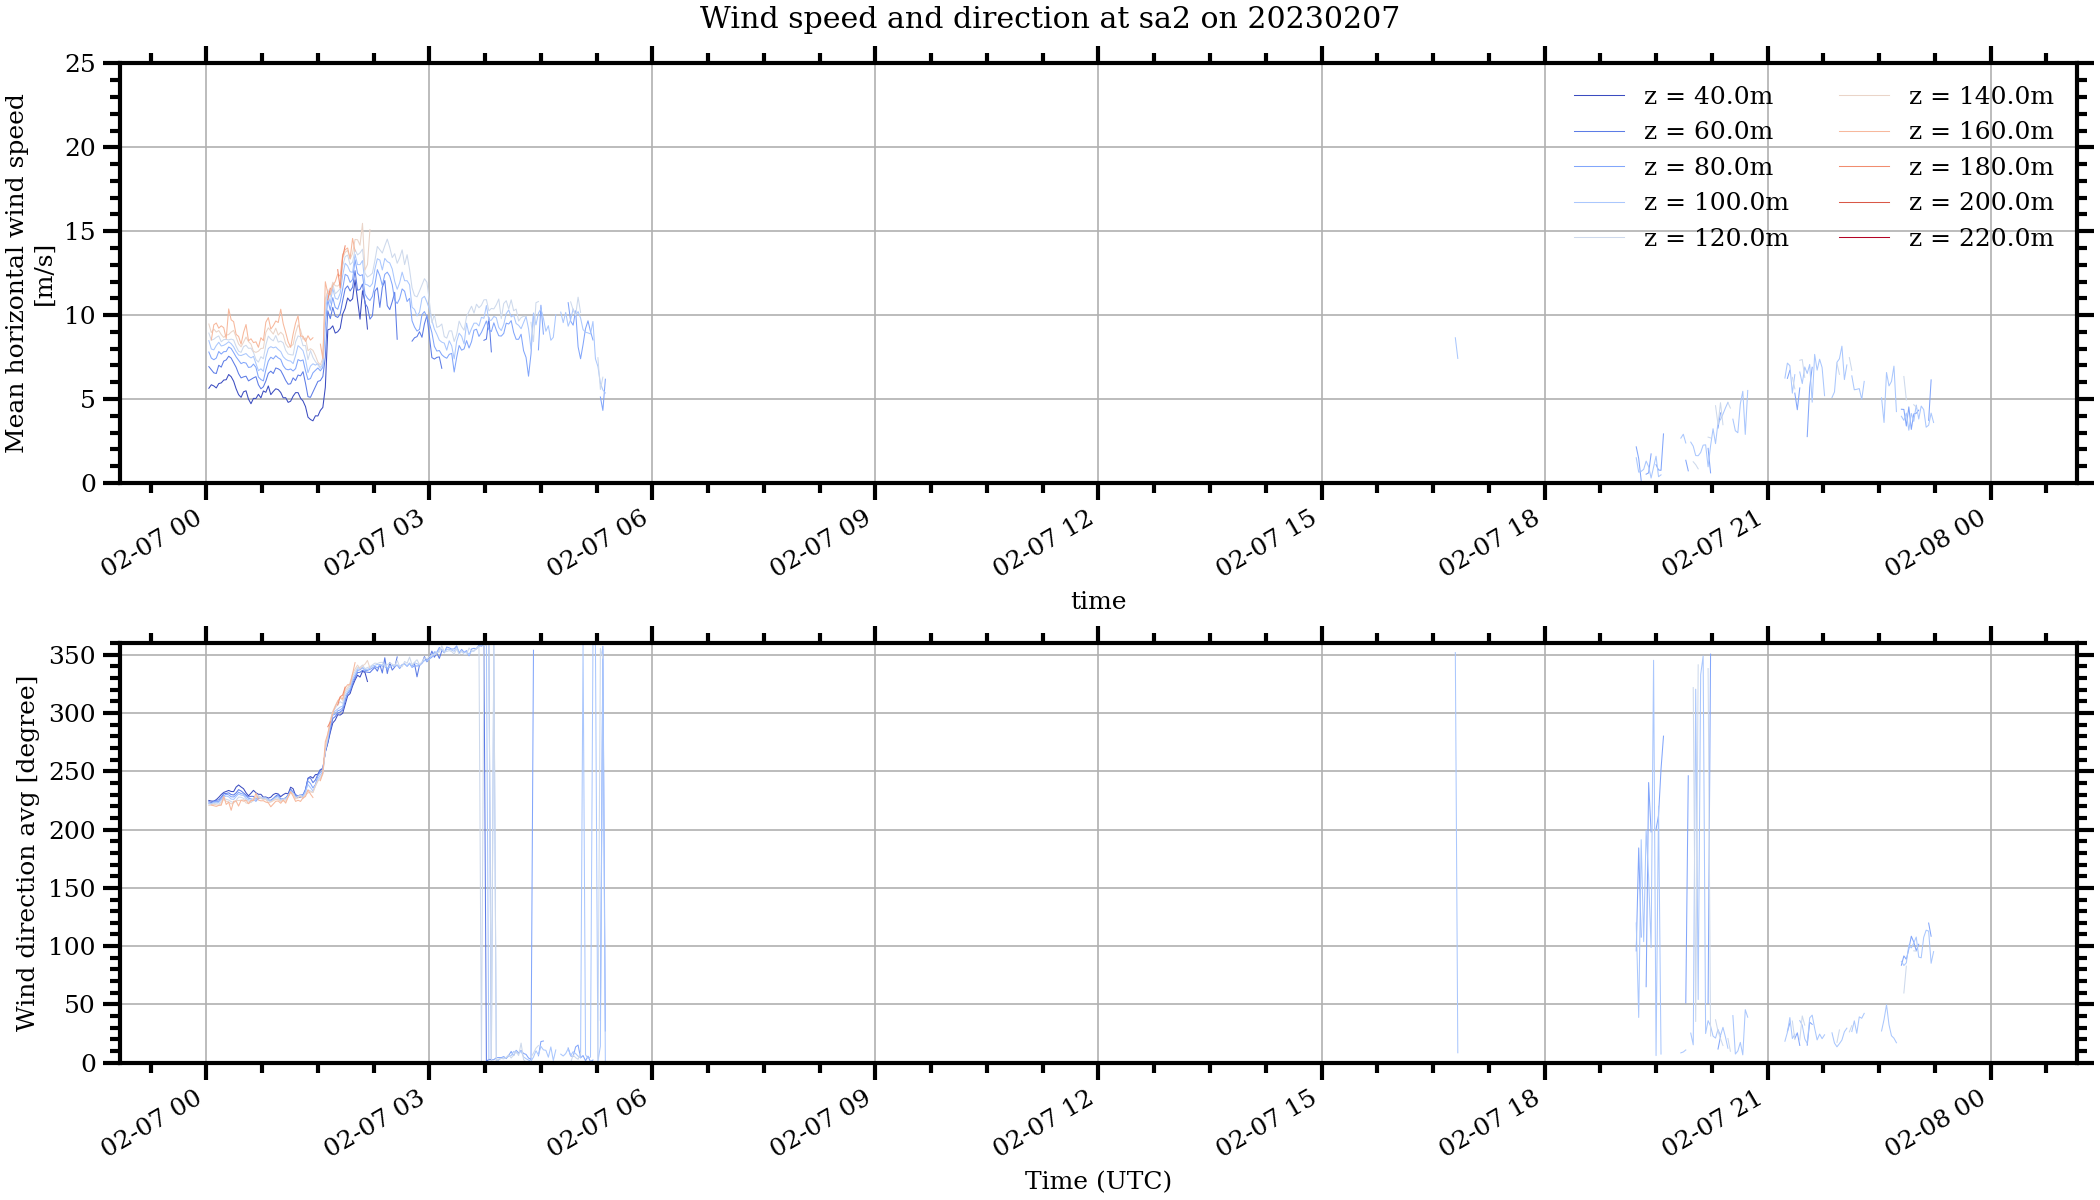 Wind speed and direction at sa2 on 20230207
Mean horizontal wind speed
[m/s]
25
20
15
10
5
0
z = 40.0m
z = 60.0m
z = 80.0m
z = 100.0m
z = 120.0m
z = 140.0m
z = 160.0m
z = 180.0m
z = 200.0m
z = 220.0m
02-07 00
02-07 03
02-07 06
02-07 09
02-07 12
02-07 15
02-07 18
02-07 21
02-08 00
time
Wind direction avg [degree]
350
300
250
200
150
100
50
0
02-07 00
02-07 03
02-07 06
02-07 09
02-07 12
02-07 15
02-07 18
02-07 21
02-08 00
Time (UTC)